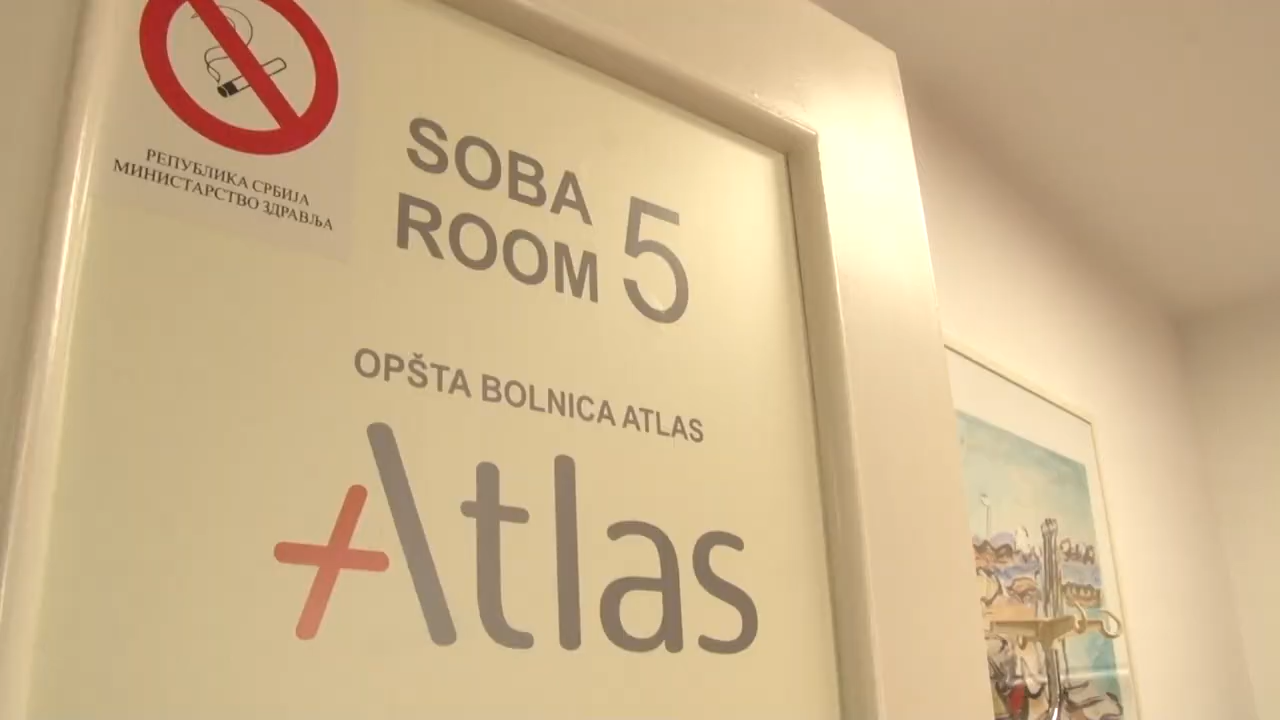 РЕПУБЛИКА СРБИЈА
МИНИСТАРСТВО ЗДРАВЉА
SOBA
ROOM 5
OPŠTA BOLNICA ATLAS
Atlas